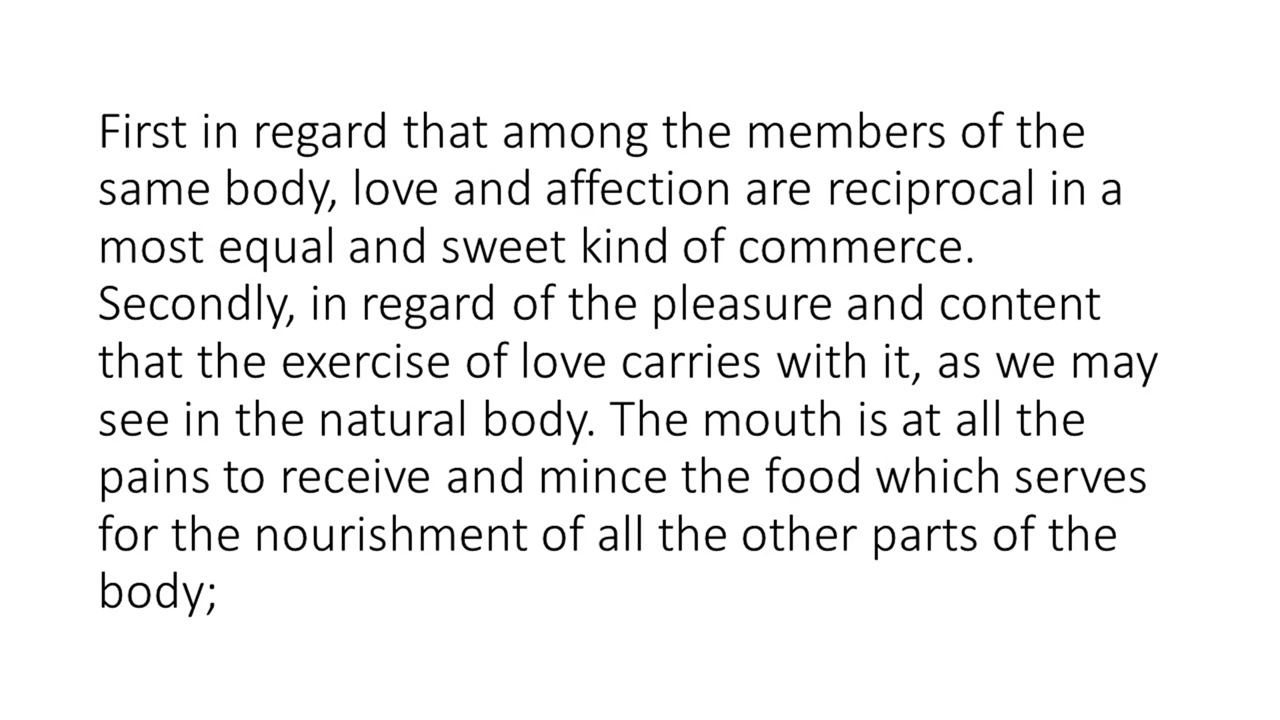 First in regard that among the members of the
same body, love and affection are reciprocal in a
most equal and sweet kind of commerce.
Secondly, in regard of the pleasure and content
that the exercise of love carries with it, as we may
see in the natural body. The mouth is at all the
pains to receive and mince the food which serves
for the nourishment of all the other parts of the
body;